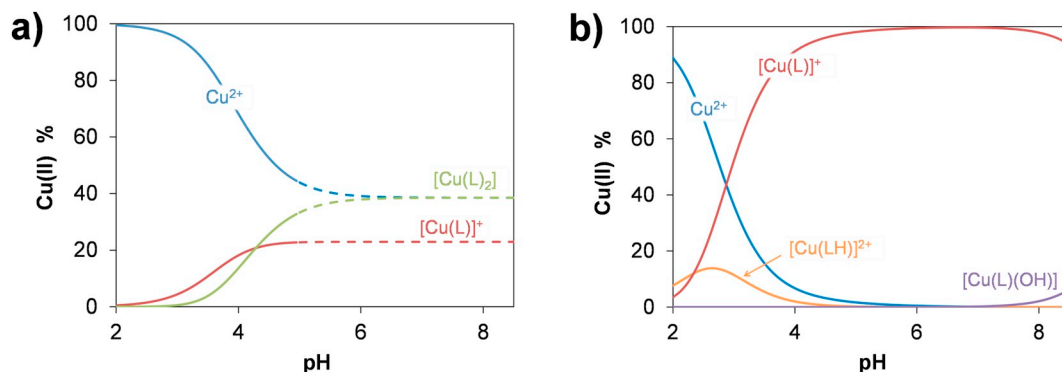 a)
Cu(II) %
100
80
60
40
20
0
Cu²⁺
[Cu(L)₂]
[Cu(L)]⁺
2
4
6
8
pH
b)
Cu(II) %
100
80
60
40
20
0
[Cu(L)]⁺
Cu²⁺
[Cu(LH)]²⁺
[Cu(L)(OH)]
2
4
6
8
pH